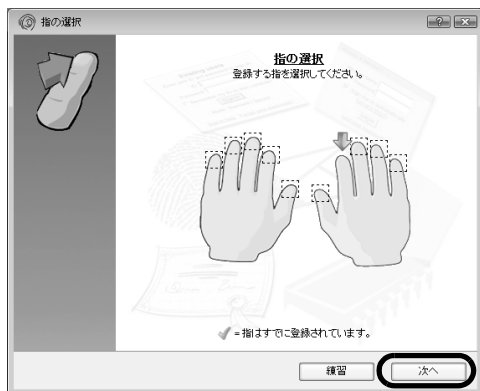 指の選択
指の選択
登録する指を選択してください。
=指はすでに登録されています。
練習
次へ